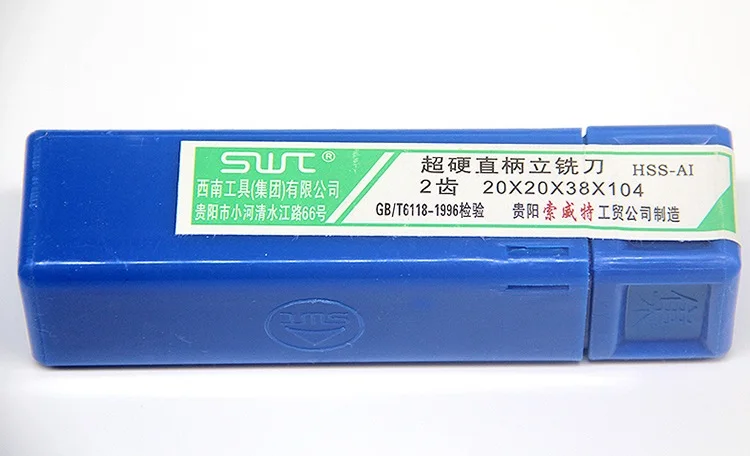 SWT®
西南工具(集团)有限公司
贵阳市小河清水江路66号
超硬直柄立铣刀 HSS-AI
2齿 20X20X38X104
GB/T6118-1996检验 贵阳索威特工贸公司制造
SWT